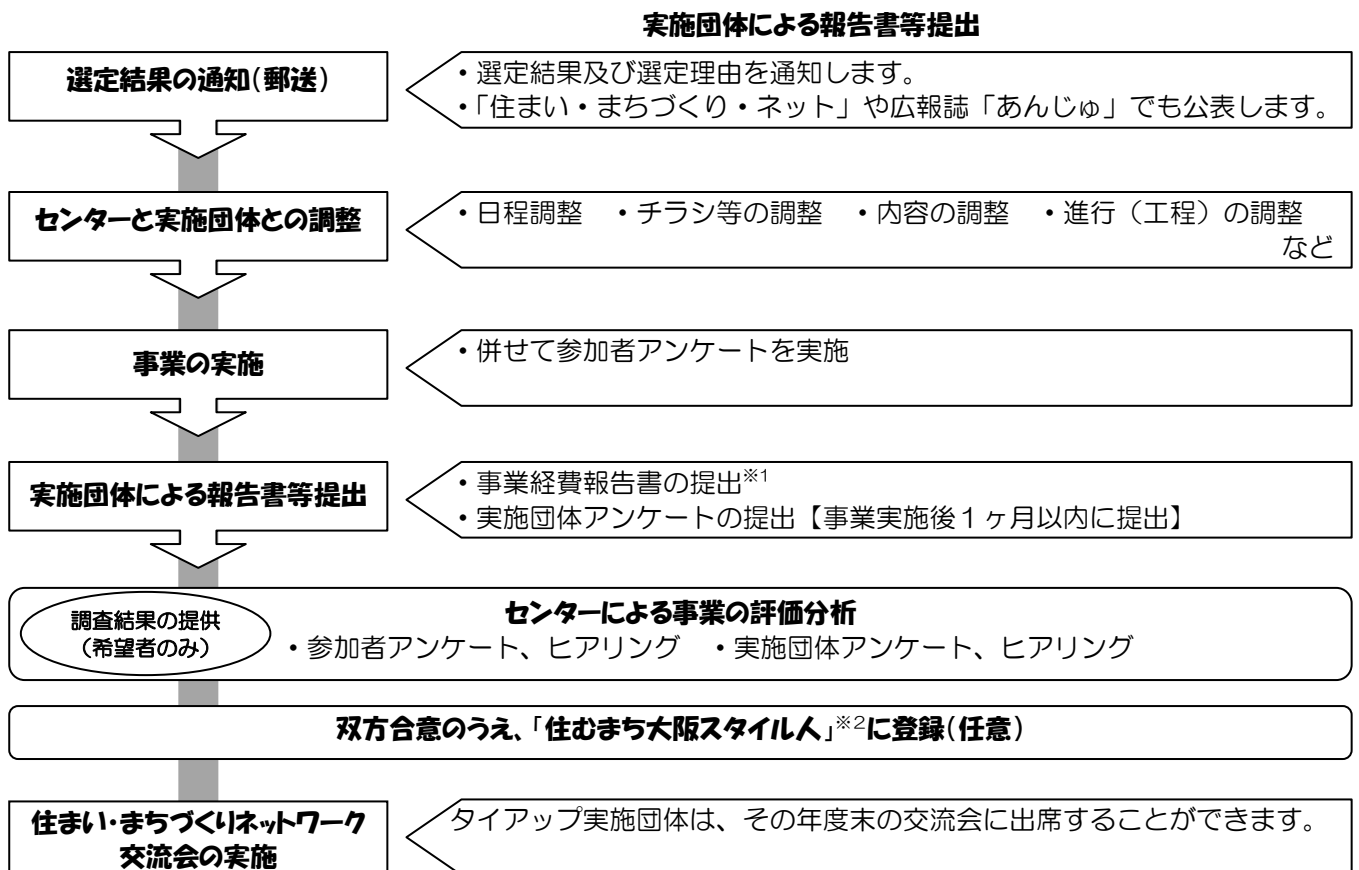 実施団体による報告書等提出
選定結果の通知(郵送)
・選定結果及び選定理由を通知します。
・「住まい・まちづくり・ネット」や広報誌「あんじゅ」でも公表します。
センターと実施団体との調整
・日程調整　・チラシ等の調整　・内容の調整　・進行（工程）の調整
など
事業の実施
・併せて参加者アンケートを実施
実施団体による報告書等提出
・事業経費報告書の提出※1
・実施団体アンケートの提出【事業実施後１ヶ月以内に提出】
調査結果の提供
（希望者のみ）
センターによる事業の評価分析
・参加者アンケート、ヒアリング　・実施団体アンケート、ヒアリング
双方合意のうえ、「住むまち大阪スタイル人」※2に登録(任意)
住まい・まちづくりネットワーク
交流会の実施
タイアップ実施団体は、その年度末の交流会に出席することができます。